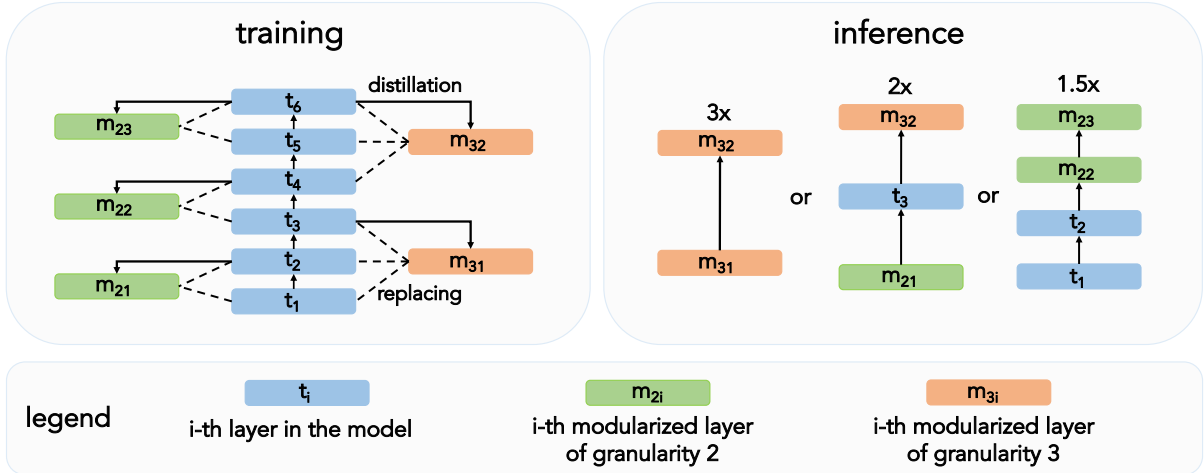 training
distillation
t6
m23
t5
m32
t4
m22
t3
t2
m31
m21
replacing
t1
inference
3x
2x
1.5x
m32
m32
m23
m22
or
t3
or
t2
m31
m21
t1
legend
ti
i-th layer in the model
m2i
i-th modularized layer
of granularity 2
m3i
i-th modularized layer
of granularity 3